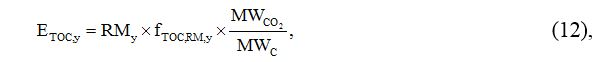 E_TOC,y = RM_y × f_TOC,RM,y × MW_CO₂ / MW_C , (12),